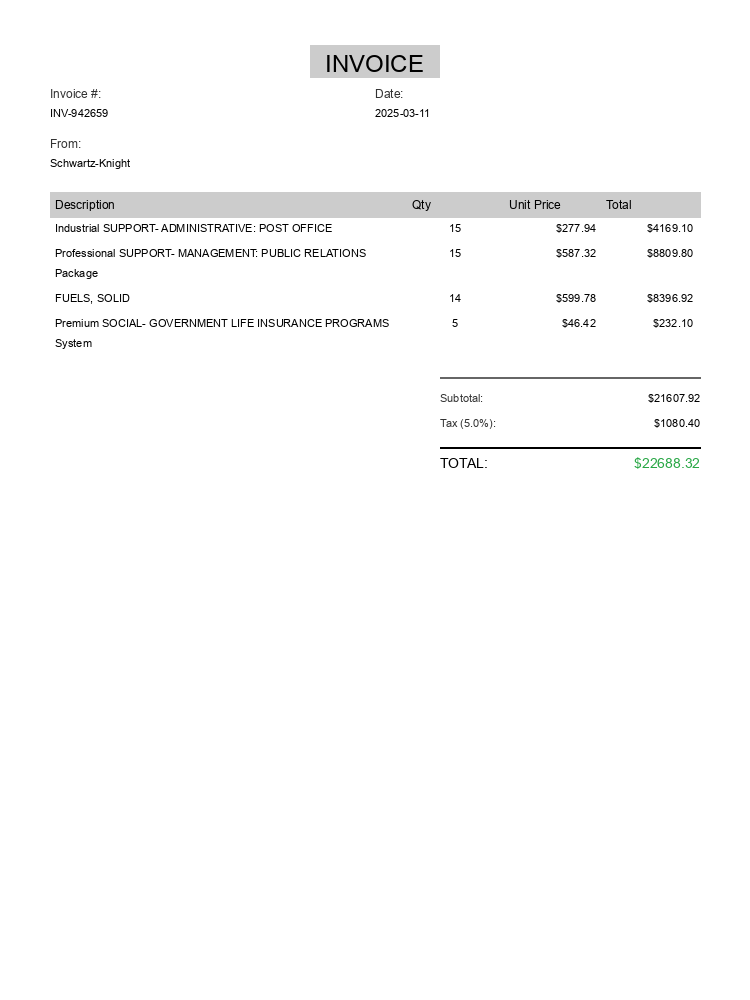 INVOICE
Invoice #: Date:
INV-942659 2025-03-11
From:
Schwartz-Knight
Description Qty Unit Price Total
Industrial SUPPORT- ADMINISTRATIVE: POST OFFICE 15 $277.94 $4169.10
Professional SUPPORT- MANAGEMENT: PUBLIC RELATIONS 15 $587.32 $8809.80
Package
FUELS, SOLID 14 $599.78 $8396.92
Premium SOCIAL- GOVERNMENT LIFE INSURANCE PROGRAMS 5 $46.42 $232.10
System
Subtotal: $21607.92
Tax (5.0%): $1080.40
TOTAL: $22688.32